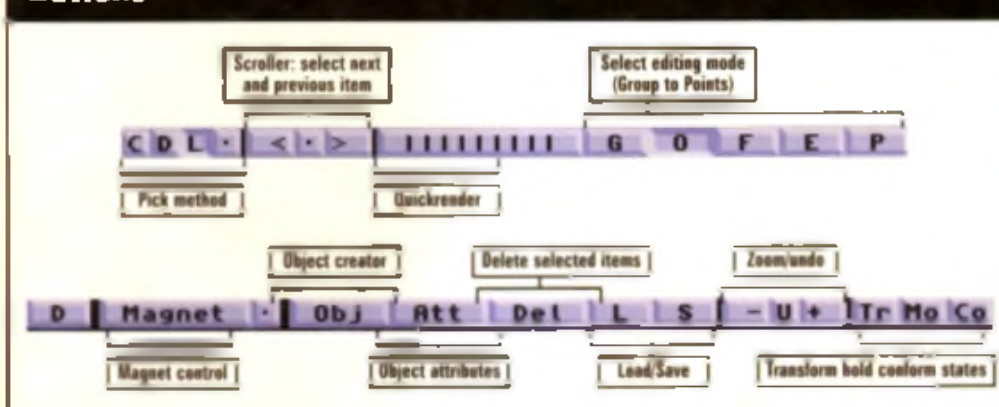 Scroller: select next
and previous item
Select editing mode
(Group to Points)
C D L · < · > | | | | | | | | | G O F E P
Pick method
Quickrender
Object creator
Delete selected items
Zoom/undo
D Magnet · Obj Att Del L S - U + Tr Mo Co
Magnet control
Object attributes
Load/Save
Transform hold conform states